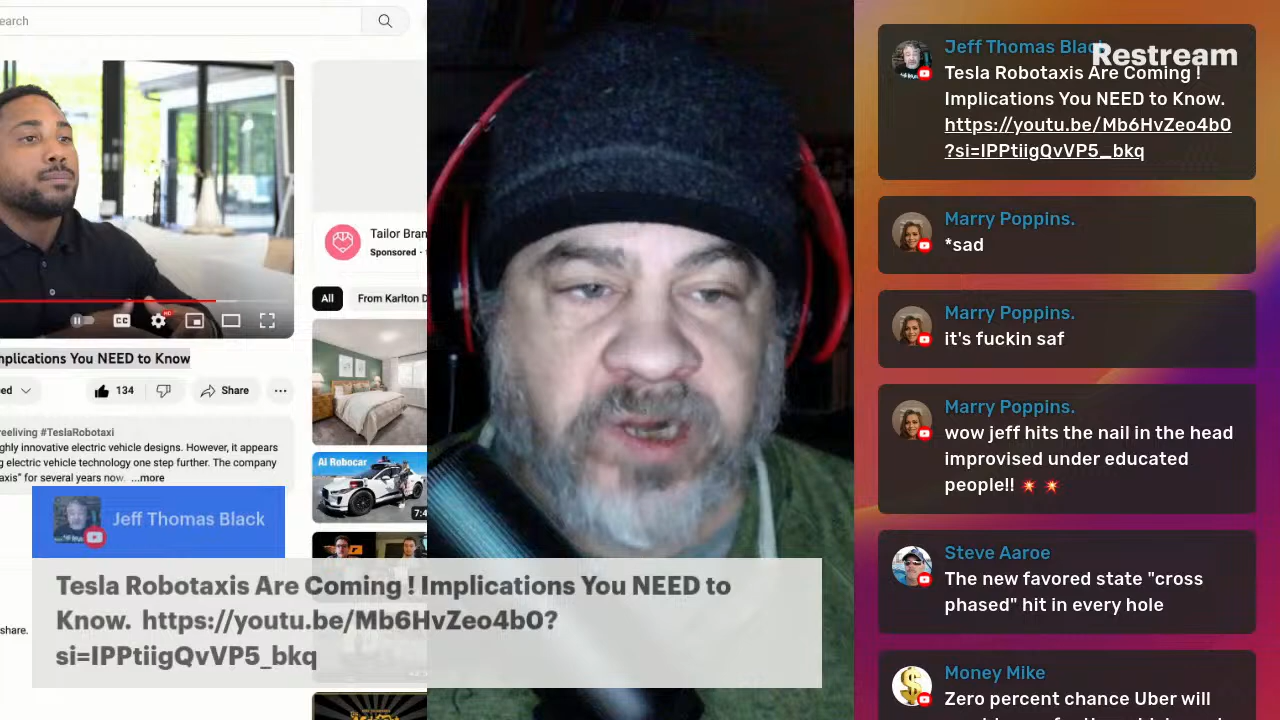 earch
Tailor Bran
Sponsored ·
All
From Karlton D
mplications You NEED to Know
ed
134
Share
reeliving #TeslaRobotaxi
ghly innovative electric vehicle designs. However, it appears
g electric vehicle technology one step further. The company
axis" for several years now. ...more
AI Robocar
7:4
share.
Jeff Thomas Black
Tesla Robotaxis Are Coming ! Implications You NEED to
Know. https://youtu.be/Mb6HvZeo4b0?
si=IPPtiigQvVP5_bkq
Restream
Jeff Thomas Black
Tesla Robotaxis Are Coming !
Implications You NEED to Know.
https://youtu.be/Mb6HvZeo4b0
?si=IPPtiigQvVP5_bkq
Marry Poppins.
*sad
Marry Poppins.
it's fuckin saf
Marry Poppins.
wow jeff hits the nail in the head
improvised under educated
people!! 💥 💥
Steve Aaroe
The new favored state "cross
phased" hit in every hole
Money Mike
Zero percent chance Uber will